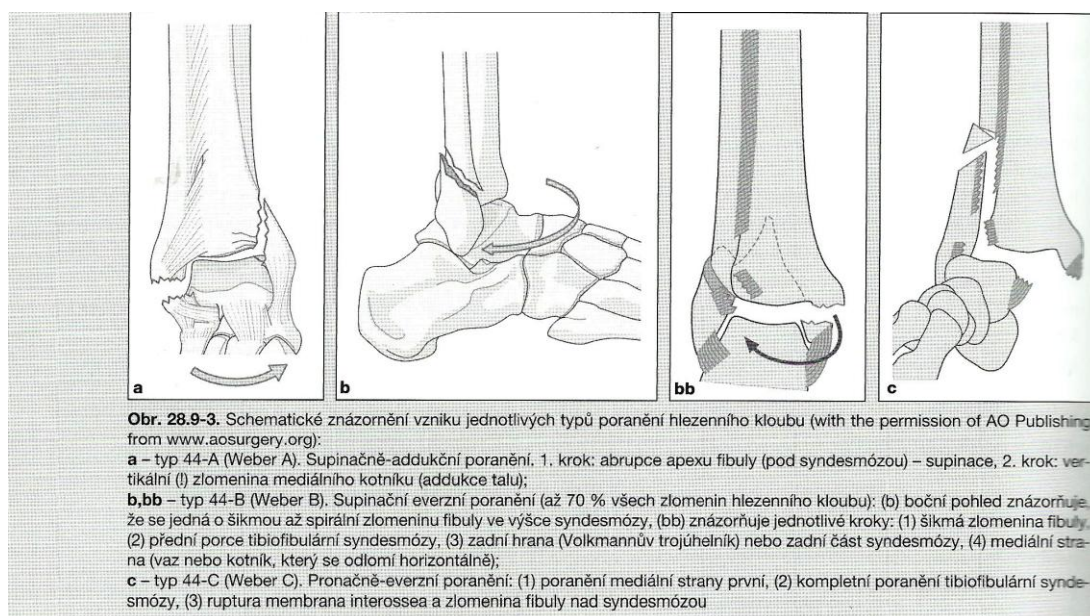 a
b
bb
c
Obr. 28.9-3. Schematické znázornění vzniku jednotlivých typů poranění hlezenního kloubu (with the permission of AO Publishing
from www.aosurgery.org):
a – typ 44-A (Weber A). Supinačně-addukční poranění. 1. krok: abrupce apexu fibuly (pod syndesmózou) – supinace, 2. krok: ver-
tikální (!) zlomenina mediálního kotníku (addukce talu);
b,bb – typ 44-B (Weber B). Supinační everzní poranění (až 70 % všech zlomenin hlezenního kloubu): (b) boční pohled znázorňuje,
že se jedná o šikmou až spirální zlomeninu fibuly ve výšce syndesmózy, (bb) znázorňuje jednotlivé kroky: (1) šikmá zlomenina fibuly,
(2) přední porce tibiofibulární syndesmózy, (3) zadní hrana (Volkmannův trojúhelník) nebo zadní část syndesmózy, (4) mediální stra-
na (vaz nebo kotník, který se odlomí horizontálně);
c – typ 44-C (Weber C). Pronačně-everzní poranění: (1) poranění mediální strany první, (2) kompletní poranění tibiofibulární synde-
smózy, (3) ruptura membrana interossea a zlomenina fibuly nad syndesmózou